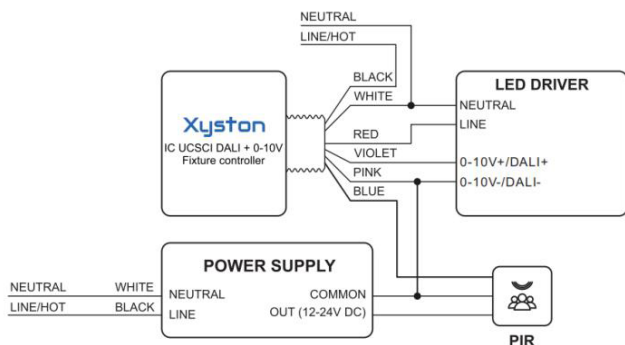 NEUTRAL
LINE/HOT
BLACK
WHITE
RED
VIOLET
PINK
BLUE
Xyston
IC UCSCI DALI + 0-10V
Fixture controller
LED DRIVER
NEUTRAL
LINE
0-10V+/DALI+
0-10V-/DALI-
POWER SUPPLY
NEUTRAL WHITE NEUTRAL COMMON
LINE/HOT BLACK LINE OUT (12-24V DC)
PIR